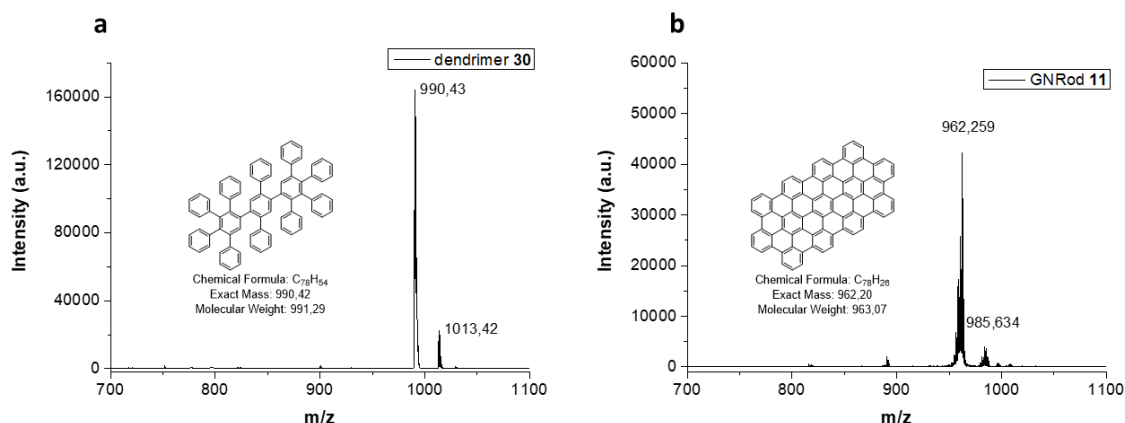 a
dendrimer 30
160000
120000
80000
40000
0
Intensity (a.u.)
990,43
1013,42
Chemical Formula: C₇₈H₅₄
Exact Mass: 990,42
Molecular Weight: 991,29
700
800
900
1000
1100
m/z
b
GNRod 11
60000
50000
40000
30000
20000
10000
0
Intensity (a.u.)
962,259
985,634
Chemical Formula: C₇₈H₂₆
Exact Mass: 962,20
Molecular Weight: 963,07
700
800
900
1000
1100
m/z